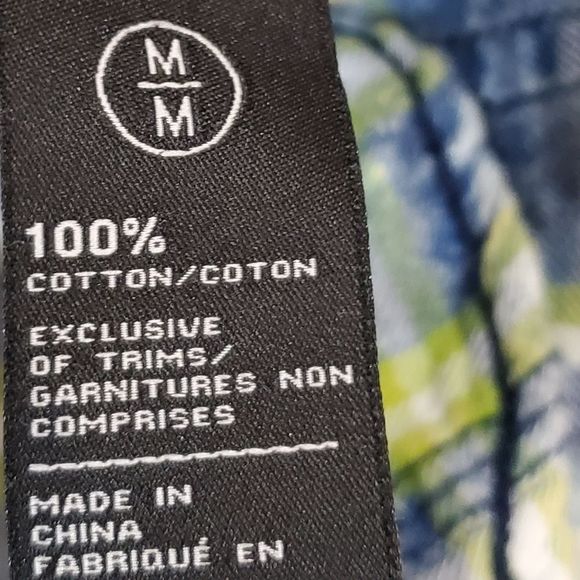 M
M
100%
COTTON/COTON
EXCLUSIVE
OF TRIMS/
GARNITURES NON
COMPRISES
MADE IN
CHINA
FABRIQUÉ EN